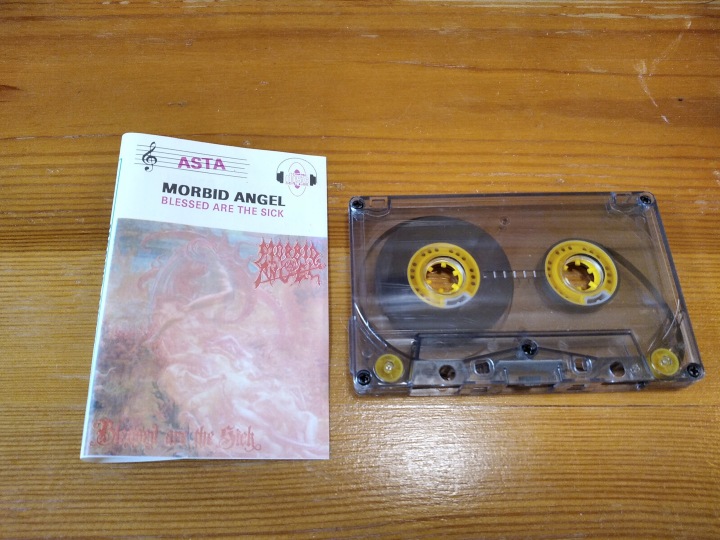 ASTA
MORBID ANGEL
BLESSED ARE THE SICK
MORBID
ANGEL
Blessed are the Sick